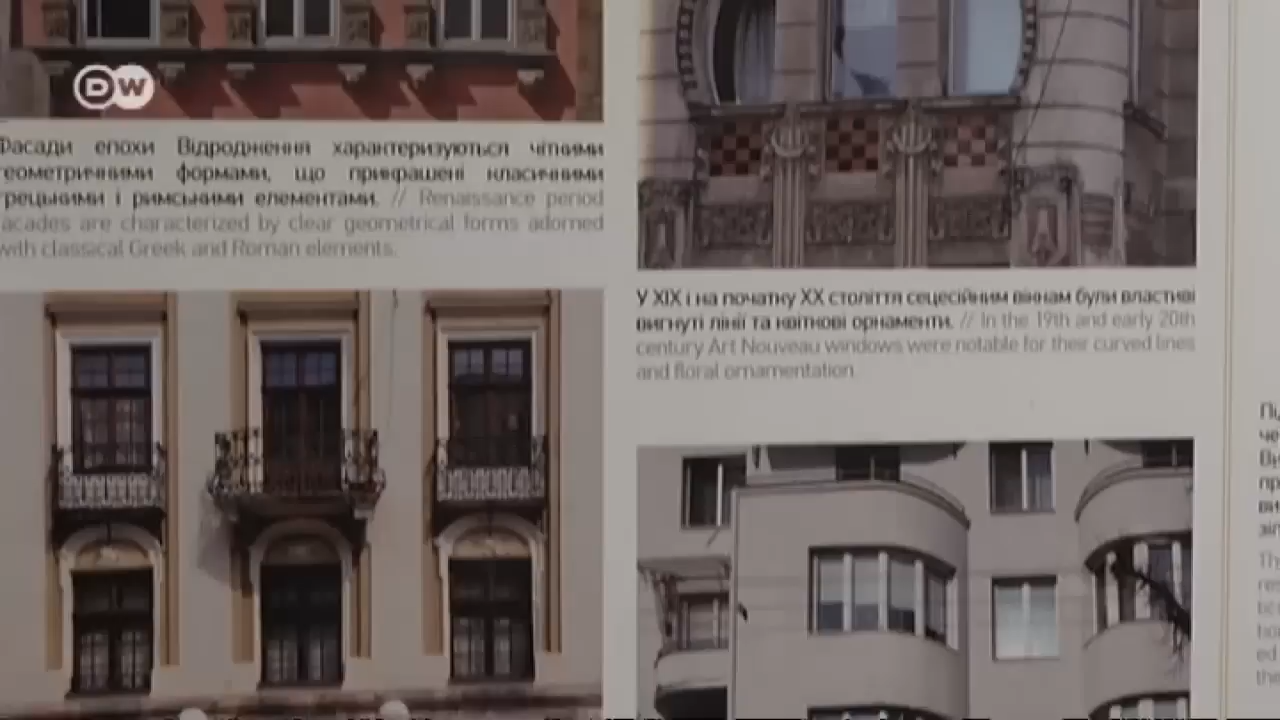 DW
Фасади епохи Відродження характеризуються чіткими
геометричними формами, що прикрашені класичними
грецькими і римськими елементами. // Renaissance period
facades are characterized by clear geometrical forms adorned
with classical Greek and Roman elements.
У XIX і на початку XX століття сецесійним вікнам були властиві
вигнуті лінії та квіткові орнаменти. // In the 19th and early 20th
century Art Nouveau windows were notable for their curved lines
and floral ornamentation